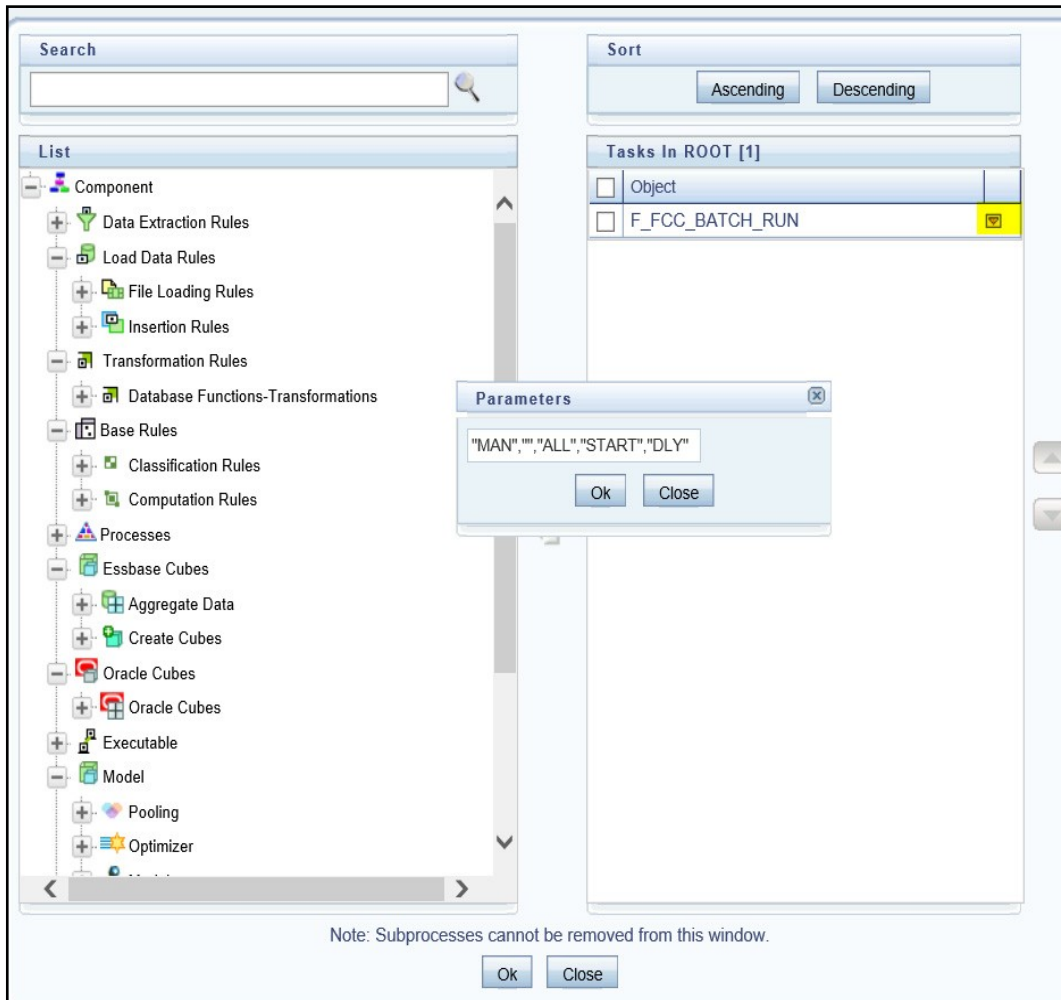 Search
List
Component
Data Extraction Rules
Load Data Rules
File Loading Rules
Insertion Rules
Transformation Rules
Database Functions-Transformations
Base Rules
Classification Rules
Computation Rules
Processes
Essbase Cubes
Aggregate Data
Create Cubes
Oracle Cubes
Oracle Cubes
Executable
Model
Pooling
Optimizer
Sort
Ascending Descending
Tasks In ROOT [1]
Object
F_FCC_BATCH_RUN
Parameters
"MAN","","ALL","START","DLY"
Ok Close
Note: Subprocesses cannot be removed from this window.
Ok Close